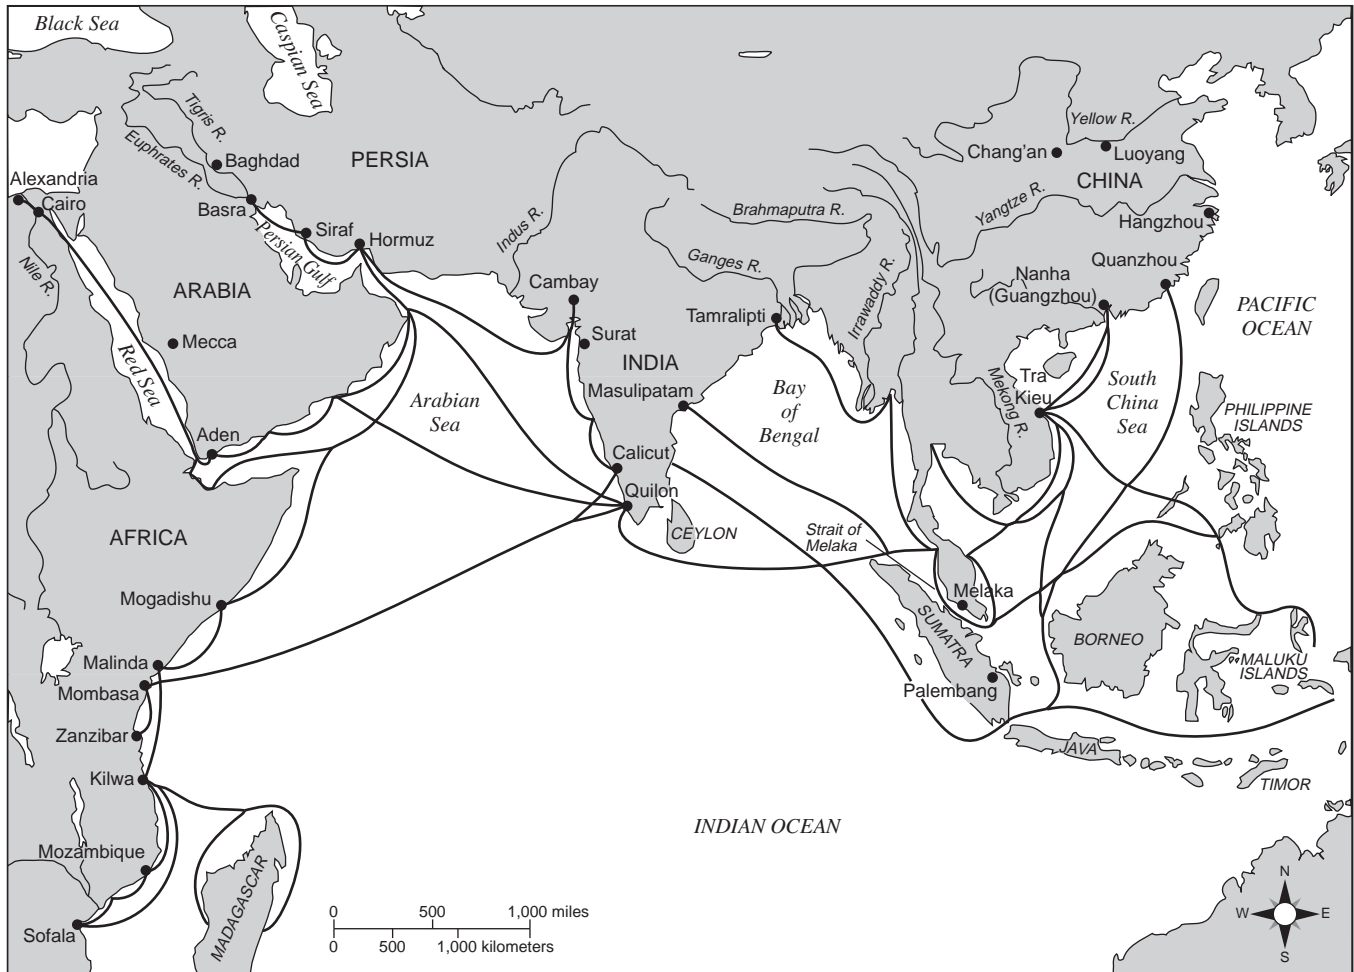 Black Sea
Caspian Sea
Tigris R.
Euphrates R.
Baghdad
PERSIA
Alexandria
Cairo
Basra
Siraf
Hormuz
Persian Gulf
Nile R.
ARABIA
Mecca
Red Sea
Aden
Arabian
Sea
Indus R.
Cambay
Surat
INDIA
Masulipatam
Calicut
Quilon
CEYLON
Brahmaputra R.
Ganges R.
Tamralipti
Irrawaddy R.
Bay
of
Bengal
Yellow R.
Chang'an
Luoyang
CHINA
Yangtze R.
Hangzhou
Quanzhou
Nanha
(Guangzhou)
PACIFIC
OCEAN
Tra
Kieu
Mekong R.
South
China
Sea
PHILIPPINE
ISLANDS
Strait of
Melaka
Melaka
SUMATRA
Palembang
BORNEO
MALUKU
ISLANDS
JAVA
TIMOR
AFRICA
Mogadishu
Malinda
Mombasa
Zanzibar
Kilwa
Mozambique
Sofala
MADAGASCAR
INDIAN OCEAN
0 500 1,000 miles
0 500 1,000 kilometers
N
W E
S